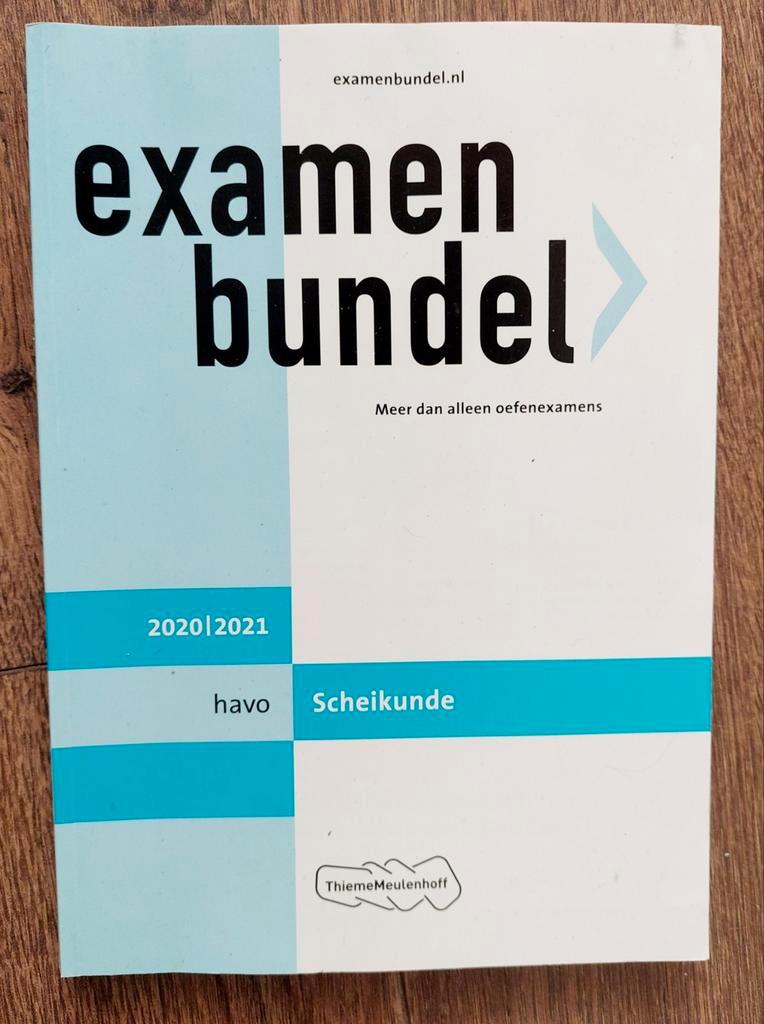 examenbundel.nl
examen
bundel
Meer dan alleen oefenexamens
2020|2021
havo
Scheikunde
ThiemeMeulenhoff